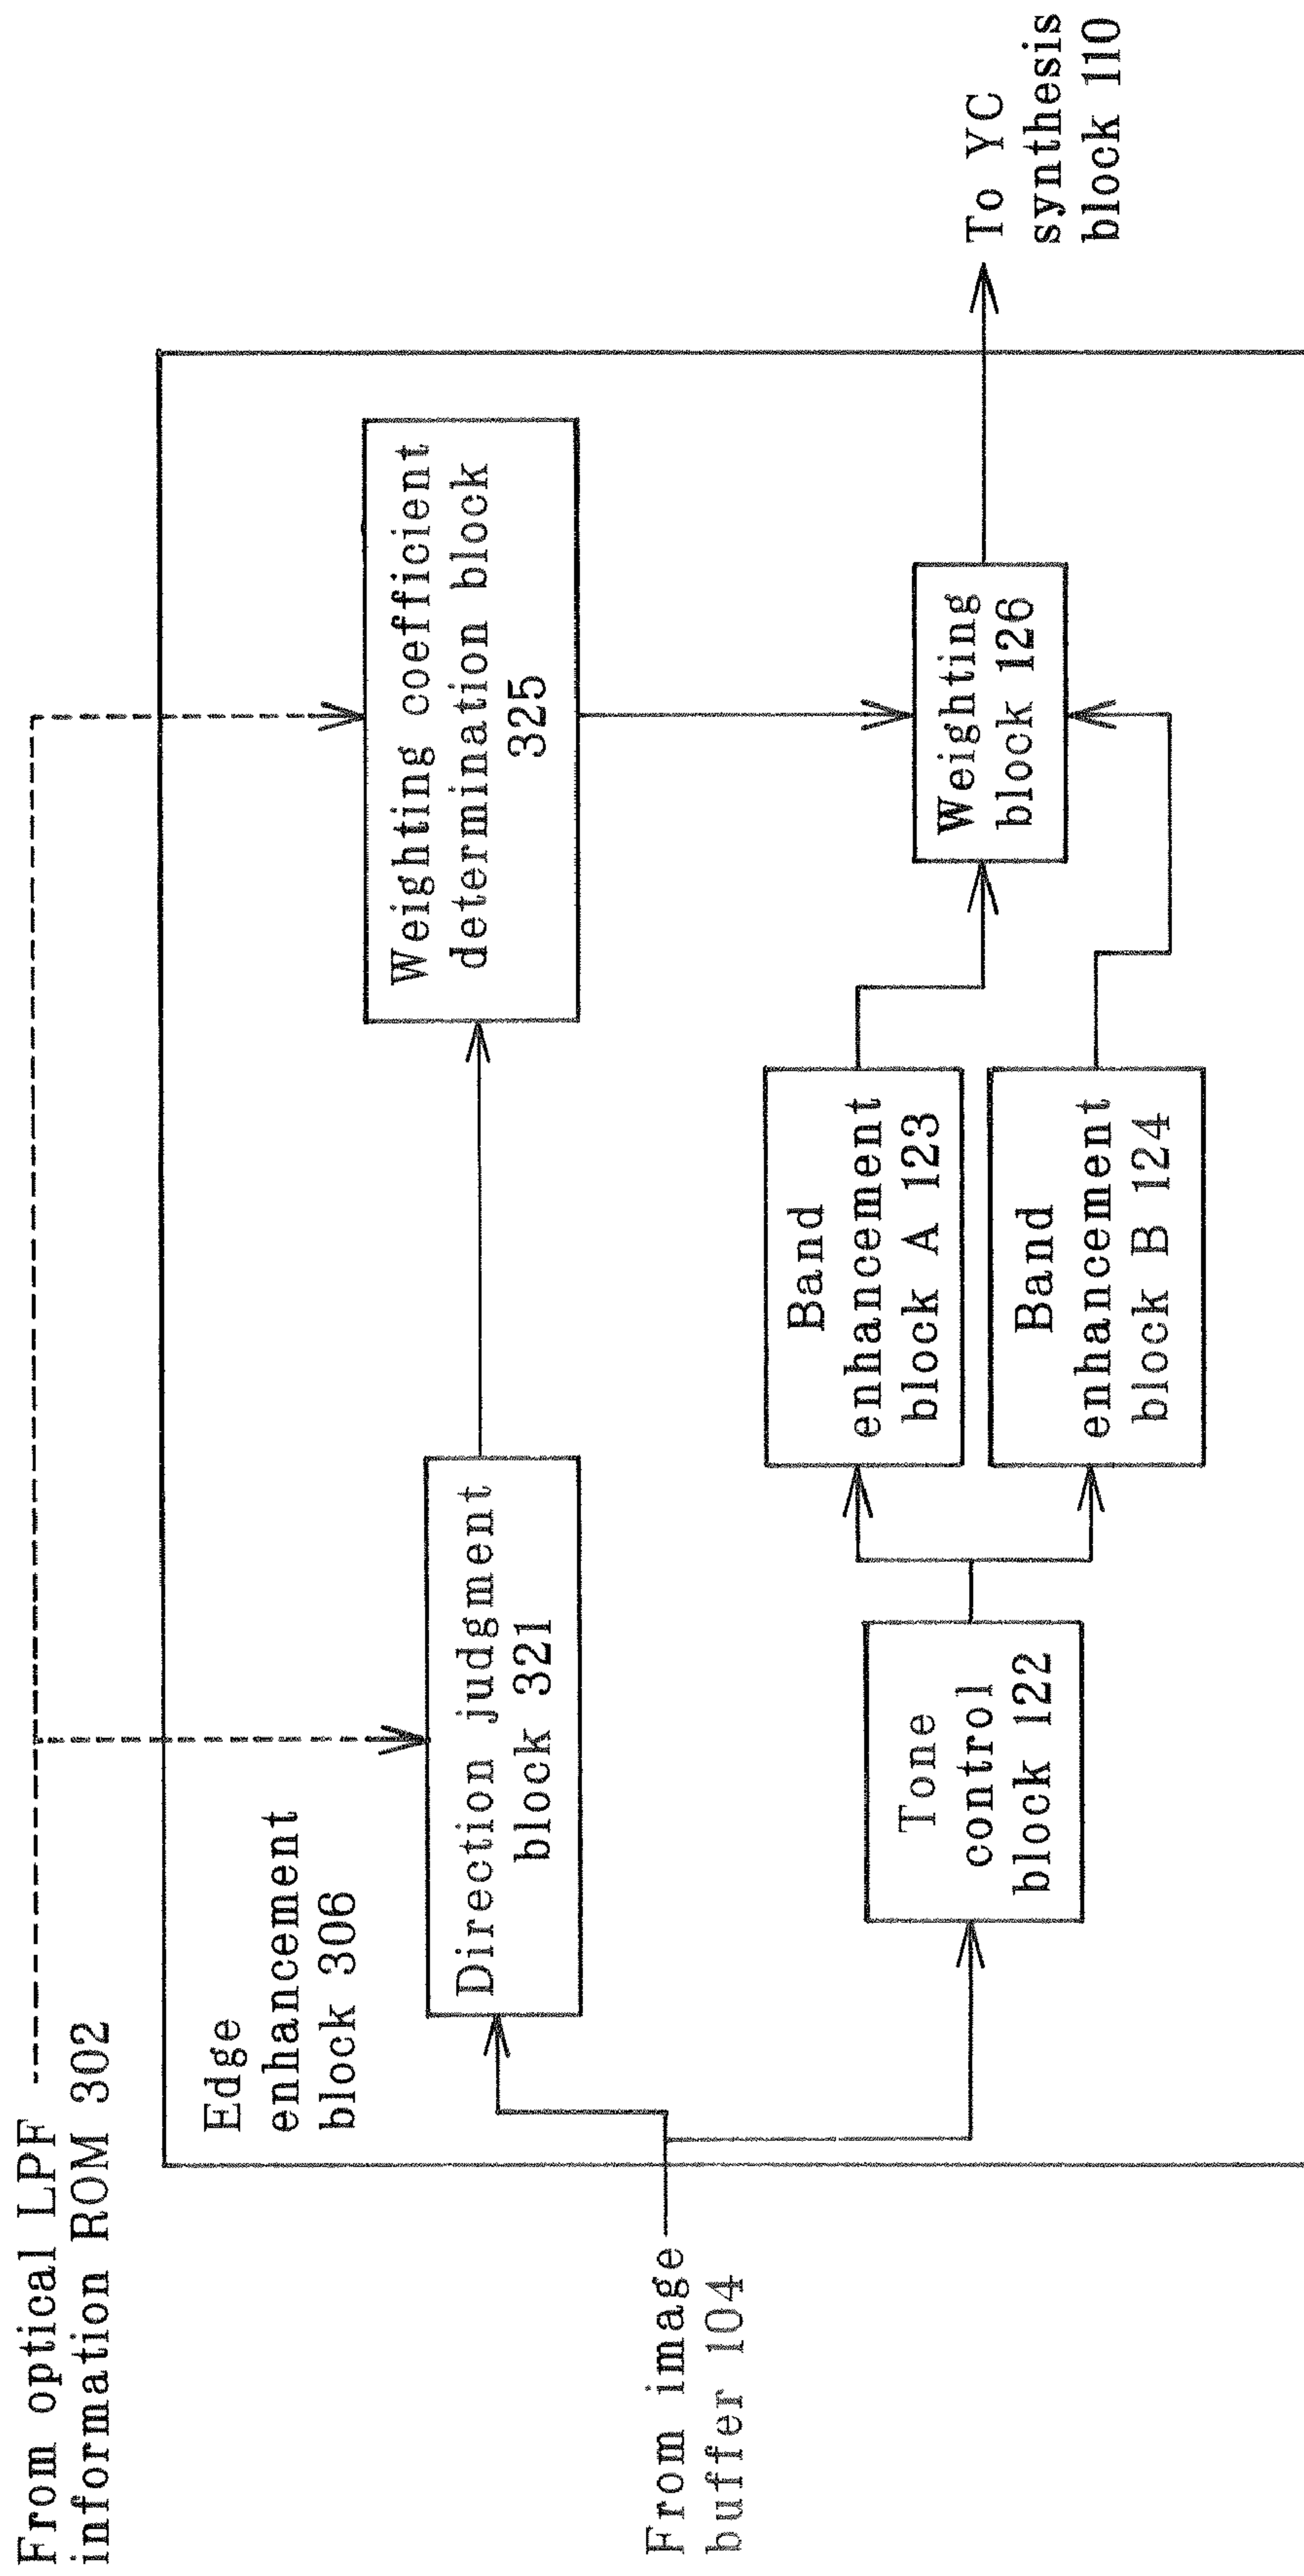 From optical LPF
information ROM 302
Edge
enhancement
block 306
Direction judgment
block 321
Weighting coefficient
determination block
325
From image
buffer 104
Tone
control
block 122
Band
enhancement
block A 123
Band
enhancement
block B 124
Weighting
block 126
To YC
synthesis
block 110